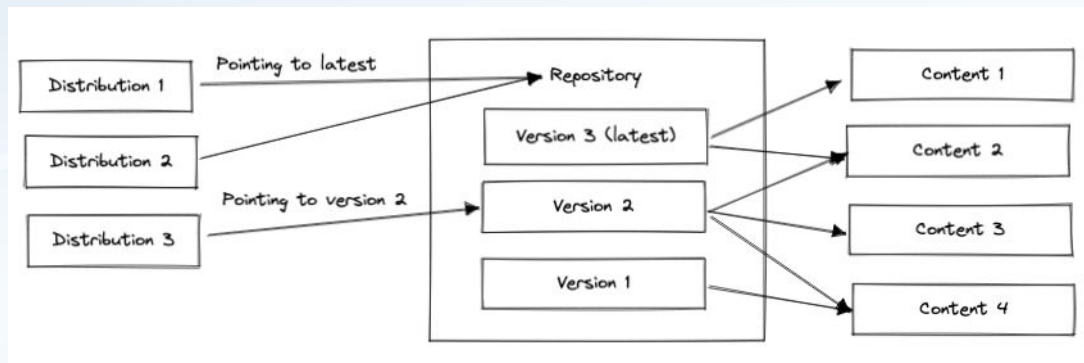 Distribution 1
Pointing to latest
Distribution 2
Pointing to version 2
Distribution 3
Repository
Version 3 (latest)
Version 2
Version 1
Content 1
Content 2
Content 3
Content 4